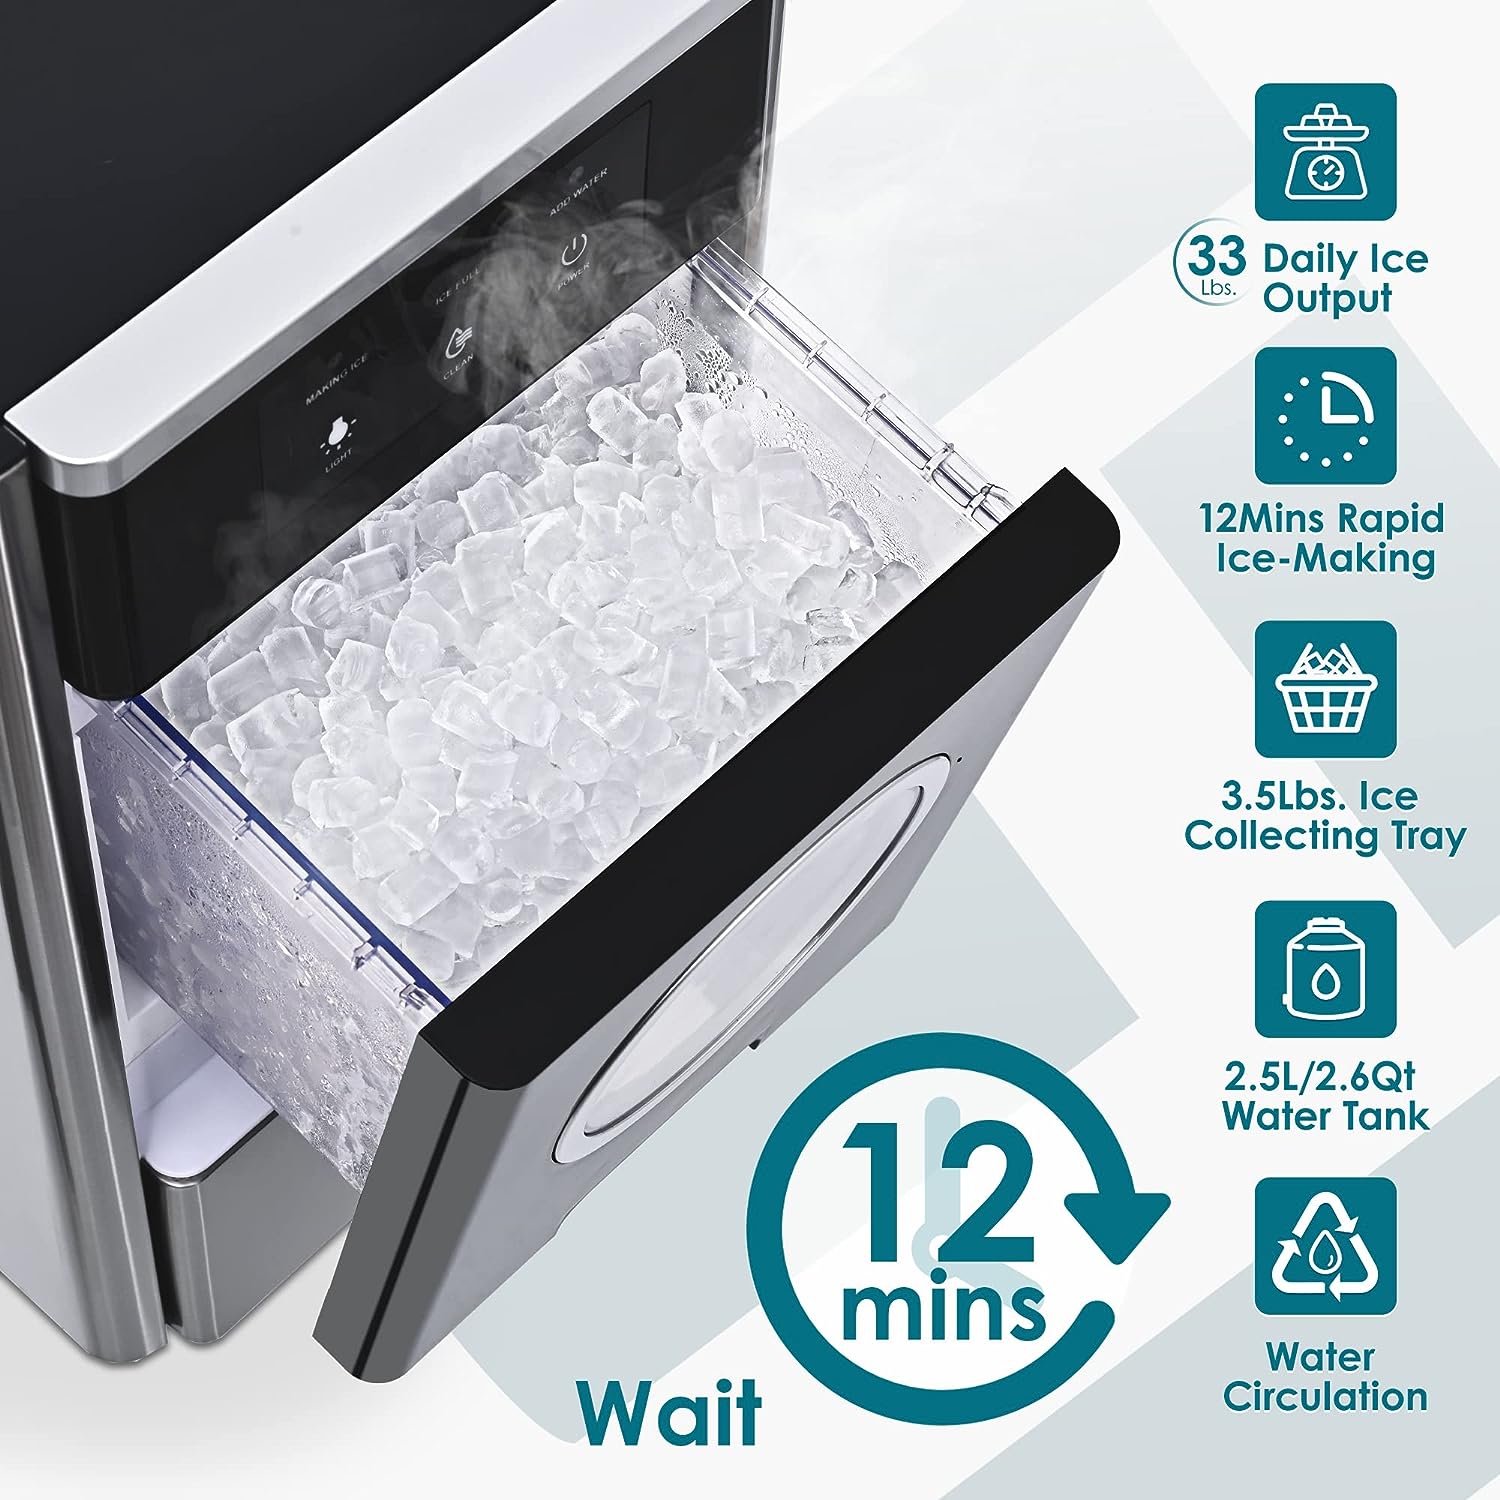 ADD WATER
POWER
ICE FULL
CLEAN
MAKING ICE
LIGHT
33
Lbs.
Daily Ice
Output
12Mins Rapid
Ice-Making
3.5Lbs. Ice
Collecting Tray
2.5L/2.6Qt
Water Tank
Water
Circulation
12
mins
Wait